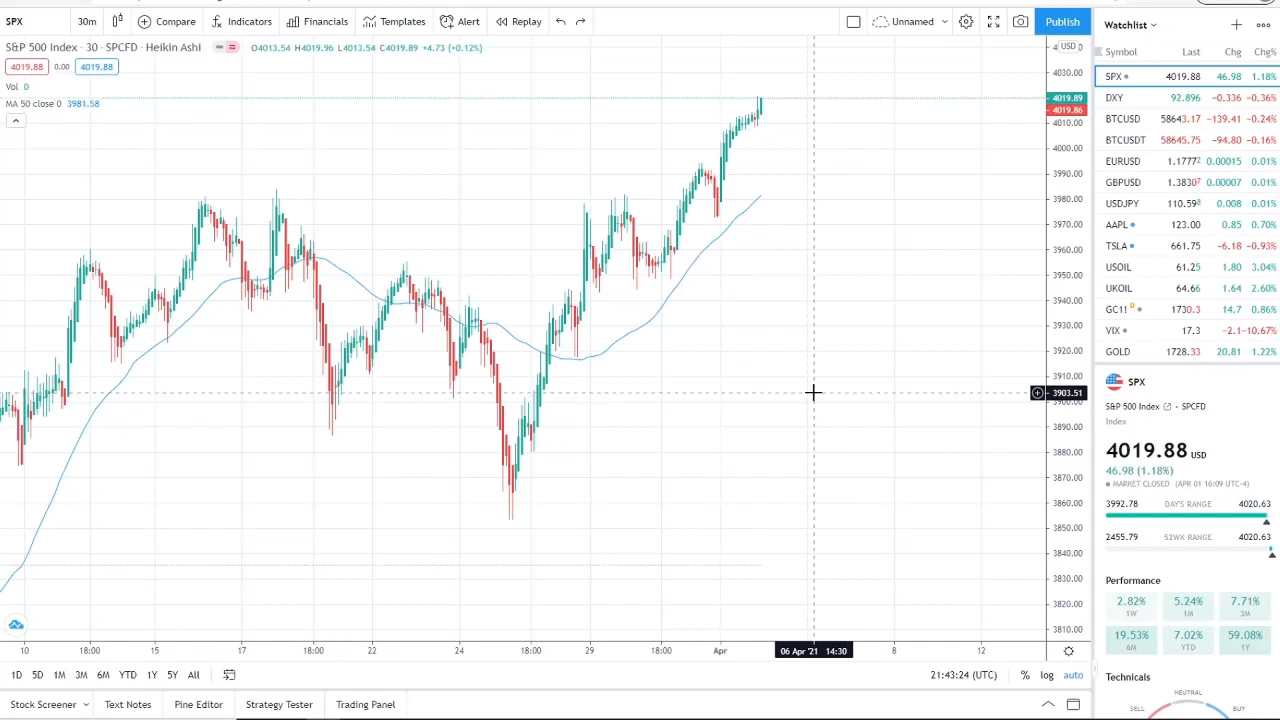 SPX 30m Compare Indicators Financials Templates Alert Replay Unnamed Publish
S&P 500 Index · 30 · SPCFD · Heikin Ashi O4013.54 H4019.96 L4013.54 C4019.89 +4.73 (+0.12%)
4019.88 0.00 4019.88
Vol 0
MA 50 close 0 3981.58
USD
4030.00
4019.89
4019.86
4010.00
4000.00
3990.00
3980.00
3970.00
3960.00
3950.00
3940.00
3930.00
3920.00
3910.00
3903.51
3900.00
3890.00
3880.00
3870.00
3860.00
3850.00
3840.00
3830.00
3820.00
3810.00
10 18:00 15 17 18:00 22 24 18:00 29 18:00 Apr 06 Apr '21 14:30 8 12
1D 5D 1M 3M 6M YTD 1Y 5Y All 21:43:24 (UTC) % log auto
Stock Screener Text Notes Pine Editor Strategy Tester Trading Panel
Watchlist
Symbol Last Chg Chg%
SPX 4019.88 46.98 1.18%
DXY 92.896 −0.336 −0.36%
BTCUSD 58643.17 −139.41 −0.24%
BTCUSDT 58645.75 −94.80 −0.16%
EURUSD 1.17772 0.00015 0.01%
GBPUSD 1.38307 0.00007 0.01%
USDJPY 110.598 0.008 0.01%
AAPL 123.00 0.85 0.70%
TSLA 661.75 −6.18 −0.93%
USOIL 61.25 1.80 3.04%
UKOIL 64.66 1.64 2.60%
GC1! D 1730.3 14.7 0.86%
VIX 17.3 −2.1 −10.67%
GOLD 1728.33 20.81 1.22%
SPX
S&P 500 Index · SPCFD
Index
4019.88 USD
46.98 (1.18%)
MARKET CLOSED (APR 01 16:09 UTC-4)
3992.78 DAY'S RANGE 4020.63
2455.79 52WK RANGE 4020.63
Performance
2.82% 5.24% 7.71%
1W 1M 3M
19.53% 7.02% 59.08%
6M YTD 1Y
Technicals
NEUTRAL
SELL BUY